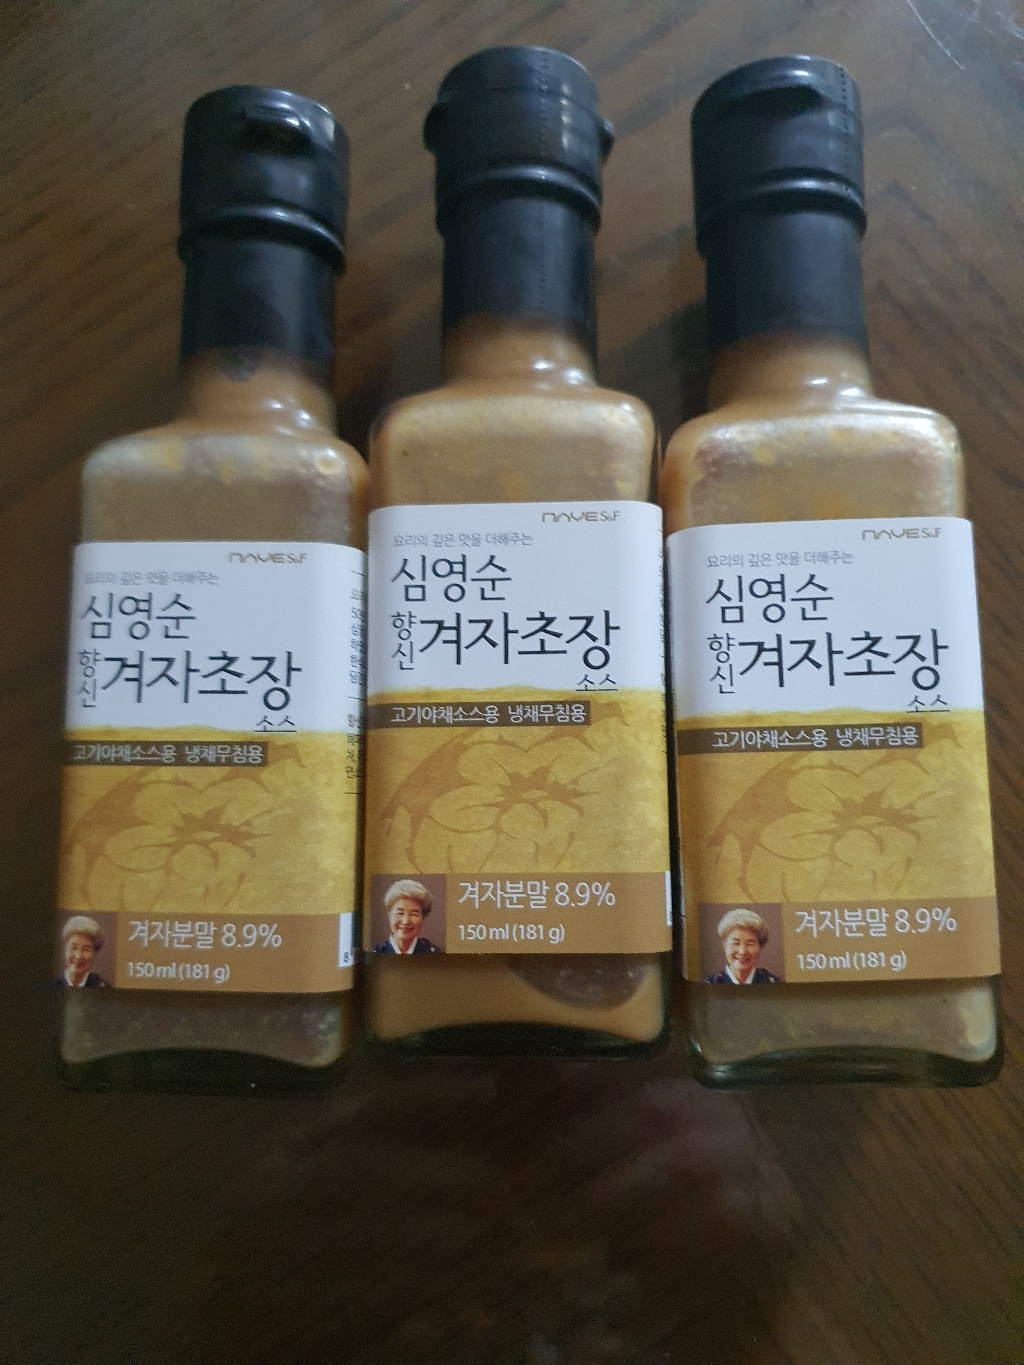 NAVE S&F
요리의 깊은 맛을 더해주는
심영순
향신 겨자초장
소스
고기야채소스용 냉채무침용
겨자분말 8.9%
150 ml (181 g)
NAVE S&F
요리의 깊은 맛을 더해주는
심영순
향신 겨자초장
소스
고기야채소스용 냉채무침용
겨자분말 8.9%
150 ml (181 g)
NAVE S&F
요리의 깊은 맛을 더해주는
심영순
향신 겨자초장
소스
고기야채소스용 냉채무침용
겨자분말 8.9%
150 ml (181 g)